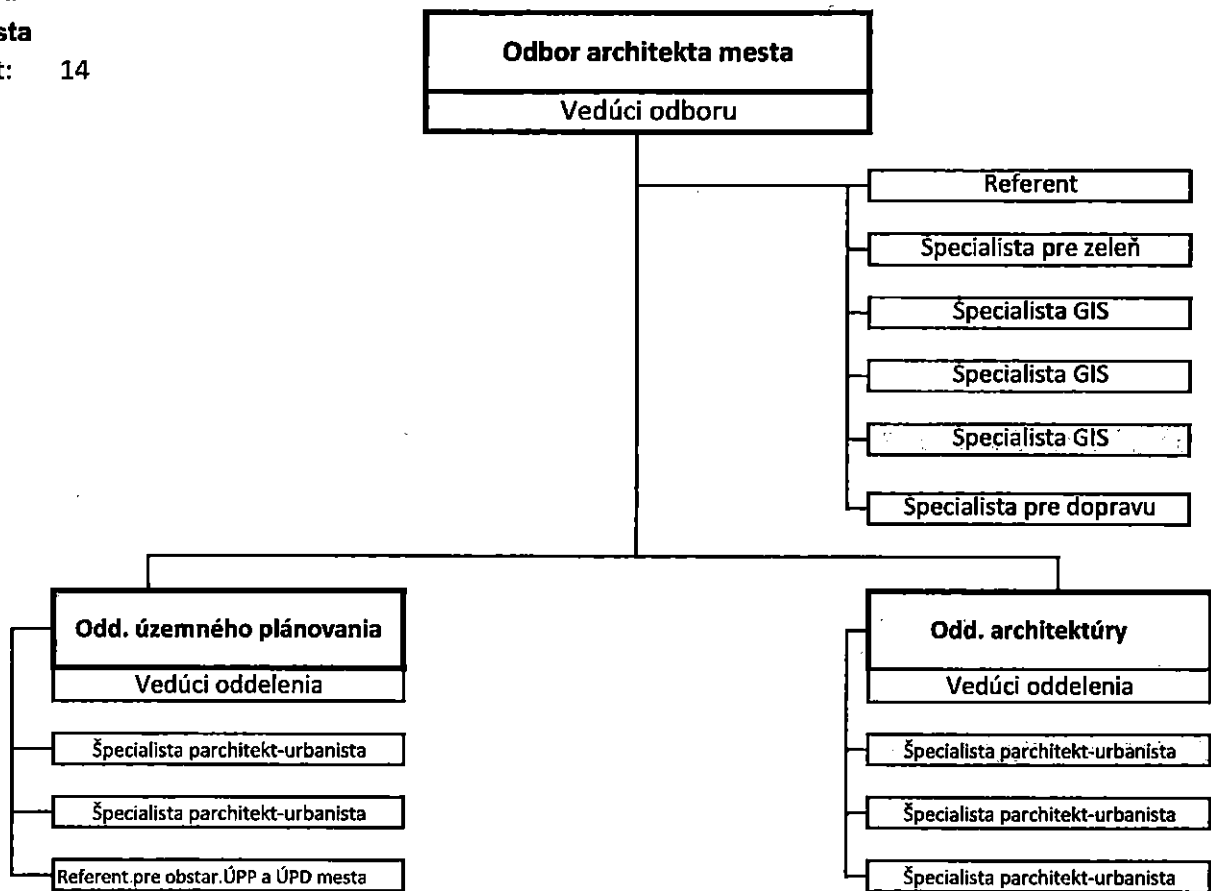 sta
t: 14
Odbor architekta mesta
Vedúci odboru
Referent
Špecialista pre zeleň
Špecialista GIS
Špecialista GIS
Špecialista GIS
Špecialista pre dopravu
Odd. územného plánovania
Vedúci oddelenia
Špecialista parchitekt-urbanista
Špecialista parchitekt-urbanista
Referent pre obstar.ÚPP a ÚPD mesta
Odd. architektúry
Vedúci oddelenia
Špecialista parchitekt-urbanista
Špecialista parchitekt-urbanista
Špecialista parchitekt-urbanista